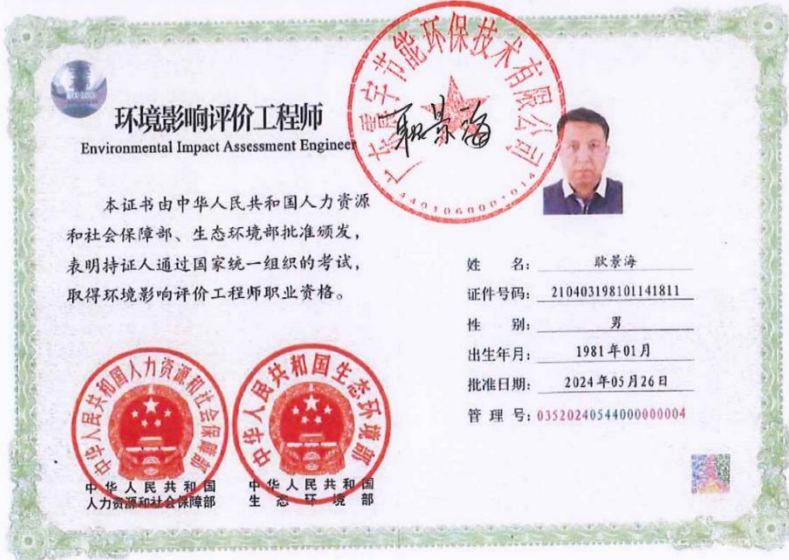 环境影响评价工程师
Environmental Impact Assessment Engineer
本证书由中华人民共和国人力资源
和社会保障部、生态环境部批准颁发，
表明持证人通过国家统一组织的考试，
取得环境影响评价工程师职业资格。
中华人民共和国人力资源和社会保障部
中华人民共和国生态环境部
中华人民共和国
人力资源和社会保障部
中华人民共和国
生态环境部
节能环保技术有限公司
姓 名： 耿景海
证件号码： 210403198101141811
性 别： 男
出生年月： 1981年01月
批准日期： 2024年05月26日
管 理 号： 03520240544000000004